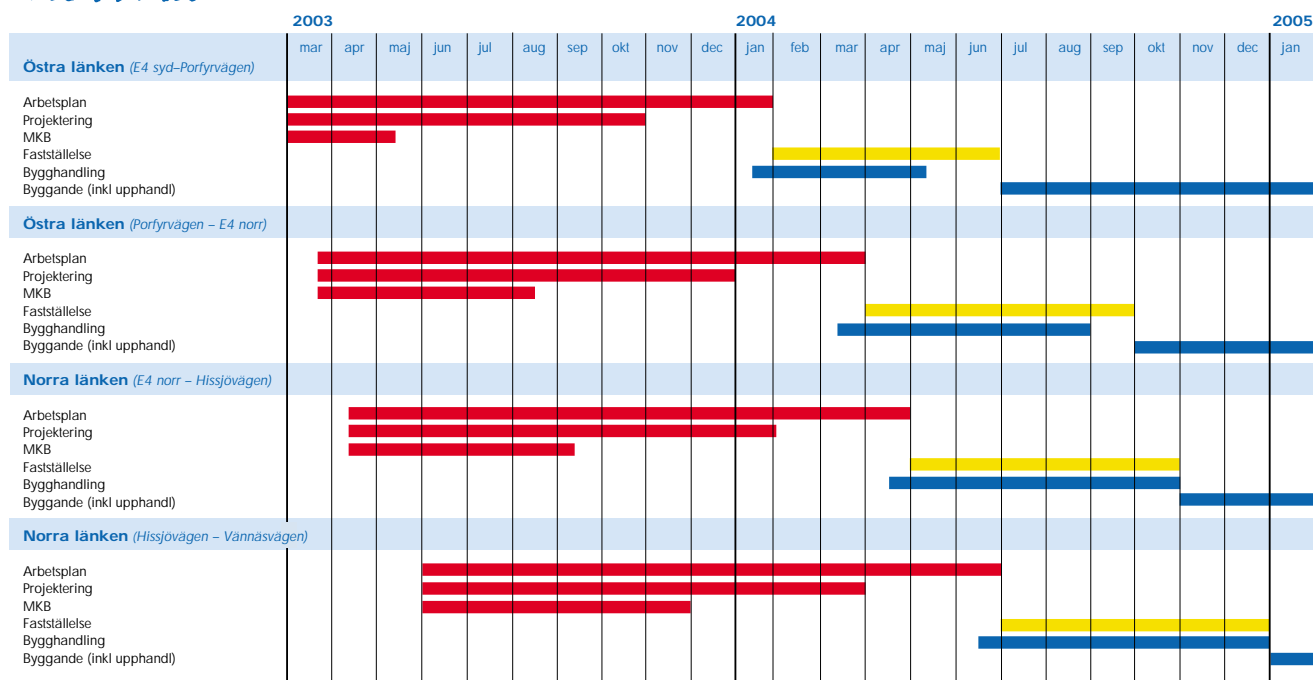 2003 2004 2005
mar apr maj jun jul aug sep okt nov dec jan feb mar apr maj jun jul aug sep okt nov dec jan
Östra länken (E4 syd–Porfyrvägen)
Arbetsplan
Projektering
MKB
Fastställelse
Bygghandling
Byggande (inkl upphandl)
Östra länken (Porfyrvägen – E4 norr)
Arbetsplan
Projektering
MKB
Fastställelse
Bygghandling
Byggande (inkl upphandl)
Norra länken (E4 norr – Hissjövägen)
Arbetsplan
Projektering
MKB
Fastställelse
Bygghandling
Byggande (inkl upphandl)
Norra länken (Hissjövägen – Vännäsvägen)
Arbetsplan
Projektering
MKB
Fastställelse
Bygghandling
Byggande (inkl upphandl)